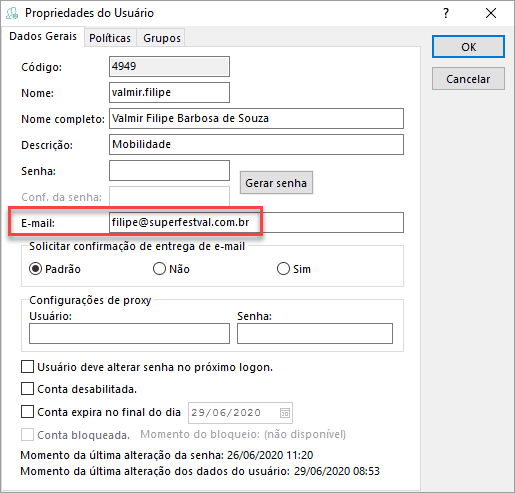 Propriedades do Usuário
Dados Gerais Políticas Grupos
OK
Cancelar
Código: 4949
Nome: valmir.filipe
Nome completo: Valmir Filipe Barbosa de Souza
Descrição: Mobilidade
Senha:
Gerar senha
Conf. da senha:
E-mail: filipe@superfestval.com.br
Solicitar confirmação de entrega de e-mail
Padrão Não Sim
Configurações de proxy
Usuário: Senha:
Usuário deve alterar senha no próximo logon.
Conta desabilitada.
Conta expira no final do dia 29/06/2020
Conta bloqueada. Momento do bloqueio: (não disponível)
Momento da última alteração da senha: 26/06/2020 11:20
Momento da última alteração dos dados do usuário: 29/06/2020 08:53